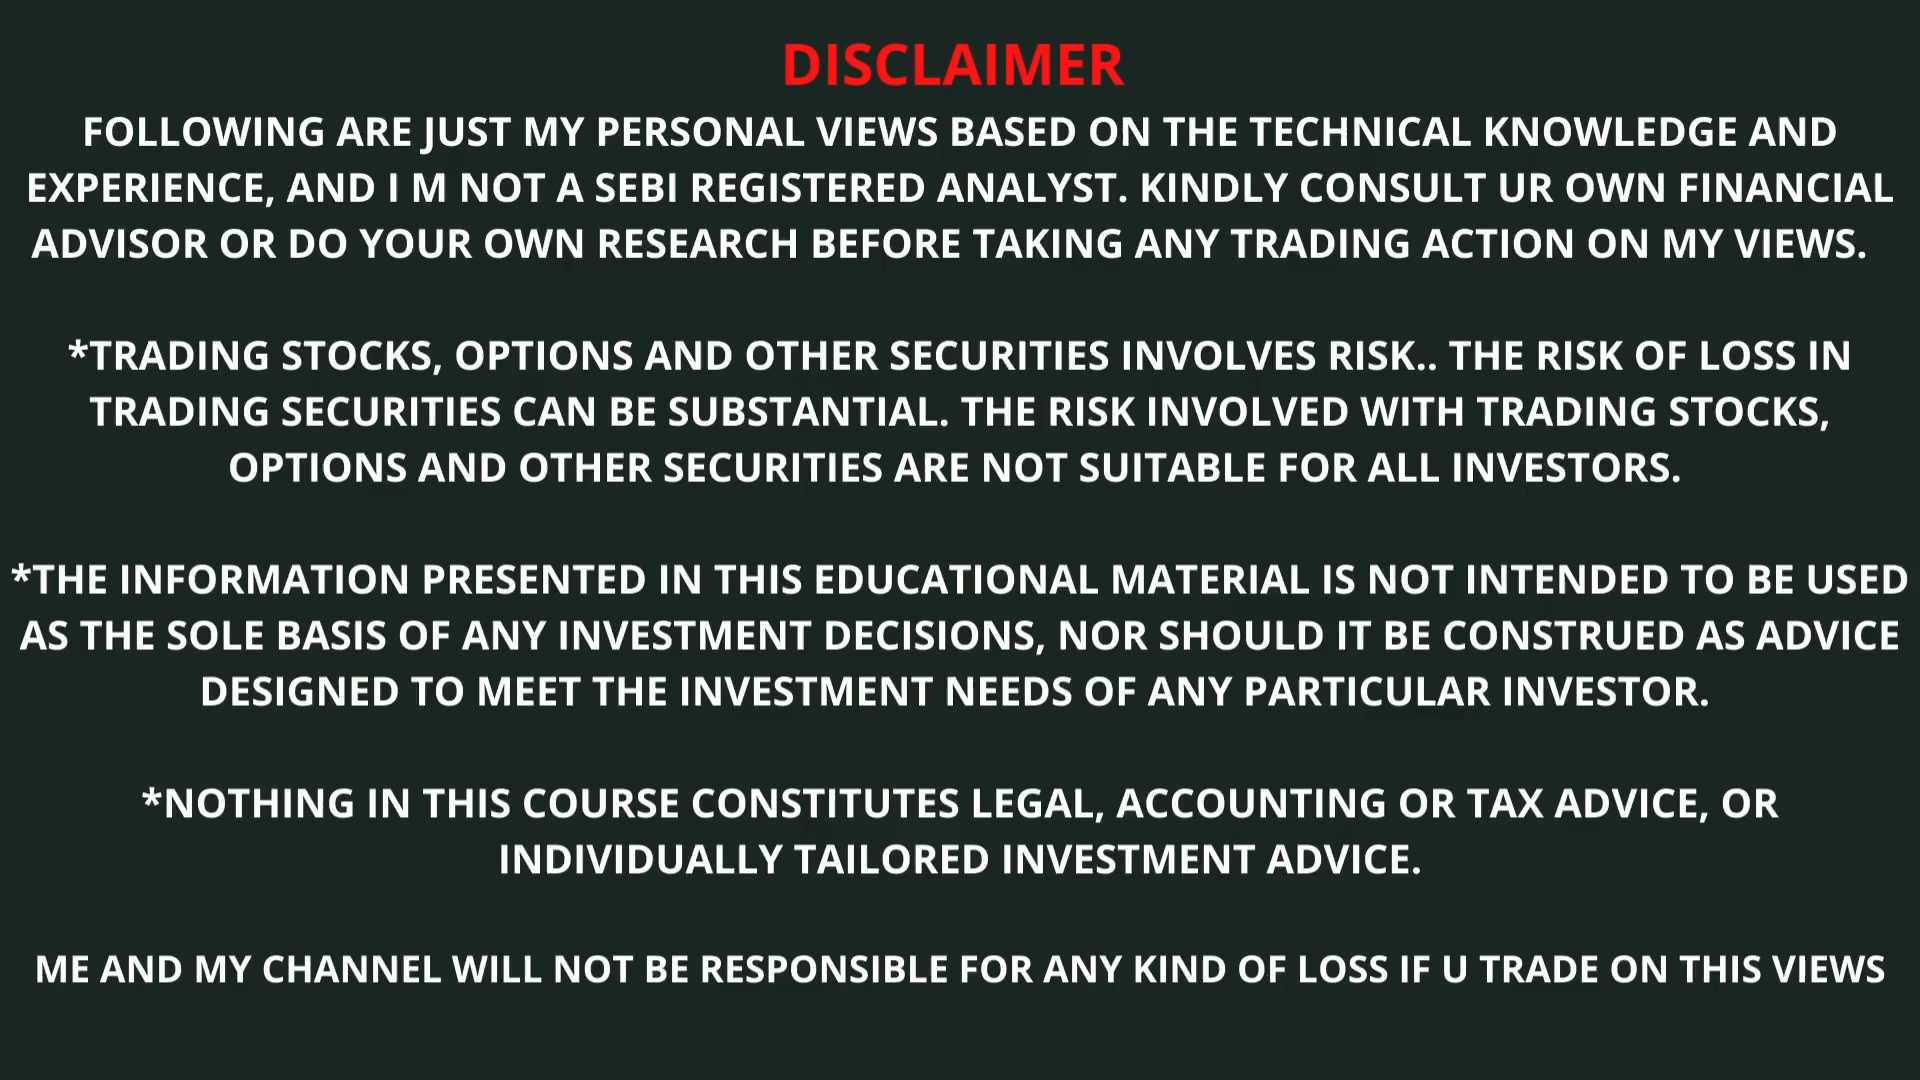 DISCLAIMER
FOLLOWING ARE JUST MY PERSONAL VIEWS BASED ON THE TECHNICAL KNOWLEDGE AND
EXPERIENCE, AND I M NOT A SEBI REGISTERED ANALYST. KINDLY CONSULT UR OWN FINANCIAL
ADVISOR OR DO YOUR OWN RESEARCH BEFORE TAKING ANY TRADING ACTION ON MY VIEWS.
*TRADING STOCKS, OPTIONS AND OTHER SECURITIES INVOLVES RISK.. THE RISK OF LOSS IN
TRADING SECURITIES CAN BE SUBSTANTIAL. THE RISK INVOLVED WITH TRADING STOCKS,
OPTIONS AND OTHER SECURITIES ARE NOT SUITABLE FOR ALL INVESTORS.
*THE INFORMATION PRESENTED IN THIS EDUCATIONAL MATERIAL IS NOT INTENDED TO BE USED
AS THE SOLE BASIS OF ANY INVESTMENT DECISIONS, NOR SHOULD IT BE CONSTRUED AS ADVICE
DESIGNED TO MEET THE INVESTMENT NEEDS OF ANY PARTICULAR INVESTOR.
*NOTHING IN THIS COURSE CONSTITUTES LEGAL, ACCOUNTING OR TAX ADVICE, OR
INDIVIDUALLY TAILORED INVESTMENT ADVICE.
ME AND MY CHANNEL WILL NOT BE RESPONSIBLE FOR ANY KIND OF LOSS IF U TRADE ON THIS VIEWS